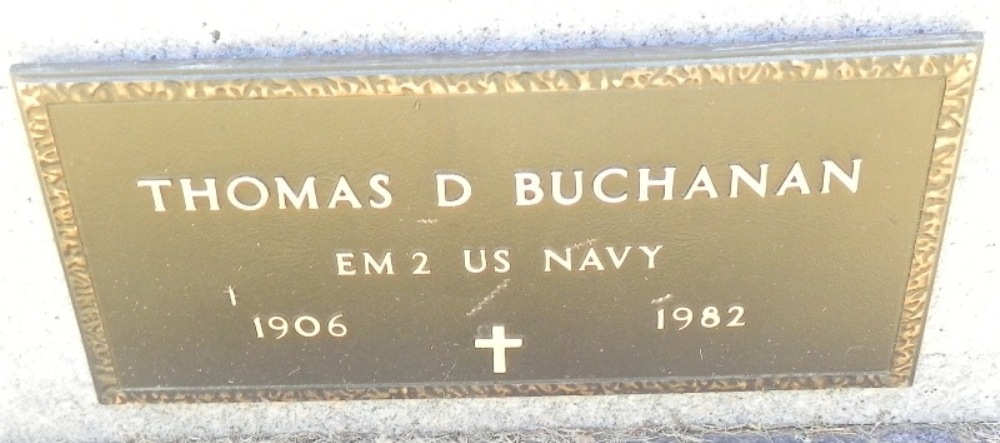 THOMAS D BUCHANAN
EM2 US NAVY
1906 1982